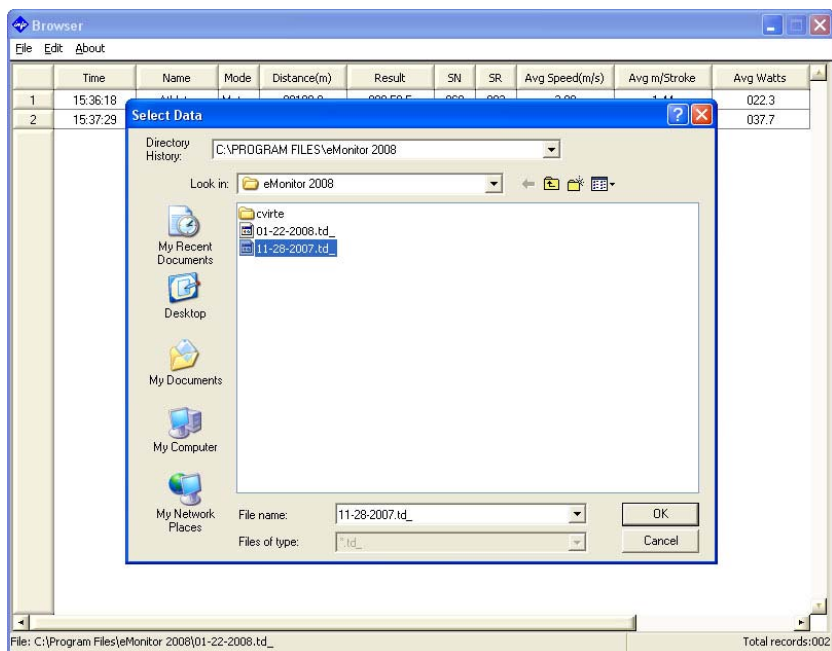 Browser
File Edit About
Time Name Mode Distance(m) Result SN SR Avg Speed(m/s) Avg m/Stroke Avg Watts
1 15:36:18 022.3
2 15:37:29 037.7
Select Data
Directory
History:
C:\PROGRAM FILES\eMonitor 2008
Look in: eMonitor 2008
cvirte
01-22-2008.td_
11-28-2007.td_
My Recent
Documents
Desktop
My Documents
My Computer
My Network
Places
File name: 11-28-2007.td_ OK
Files of type: *.td_ Cancel
File: C:\Program Files\eMonitor 2008\01-22-2008.td_ Total records:002